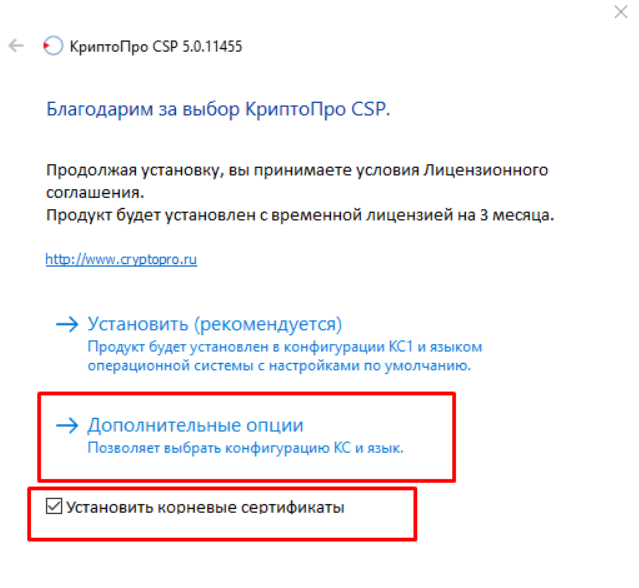 КриптоПро CSP 5.0.11455
Благодарим за выбор КриптоПро CSP.
Продолжая установку, вы принимаете условия Лицензионного
соглашения.
Продукт будет установлен с временной лицензией на 3 месяца.
http://www.cryptopro.ru
Установить (рекомендуется)
Продукт будет установлен в конфигурации КС1 и языком
операционной системы с настройками по умолчанию.
Дополнительные опции
Позволяет выбрать конфигурацию КС и язык.
Установить корневые сертификаты